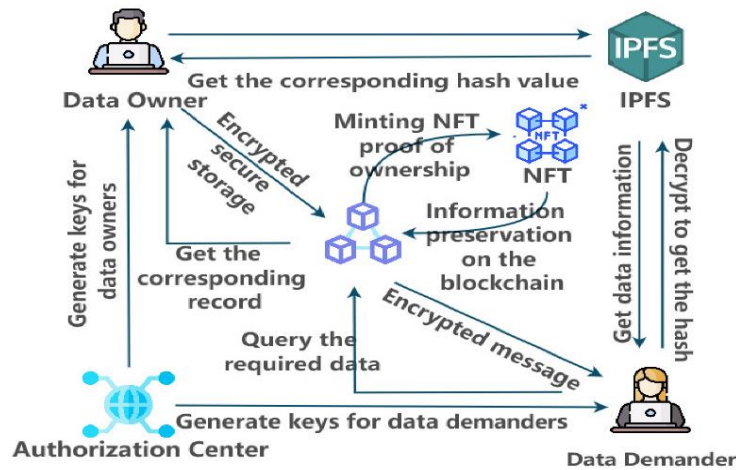 IPFS
Get the corresponding hash value
Data Owner
IPFS
Encrypted
secure
storage
Minting NFT
proof of
ownership
NFT
NFT
Generate keys for
data owners
Get the
corresponding
record
Information
preservation
on the
blockchain
Get data information
Decrypt to get the hash
Query the
required data
Encrypted message
Generate keys for data demanders
Authorization Center
Data Demander